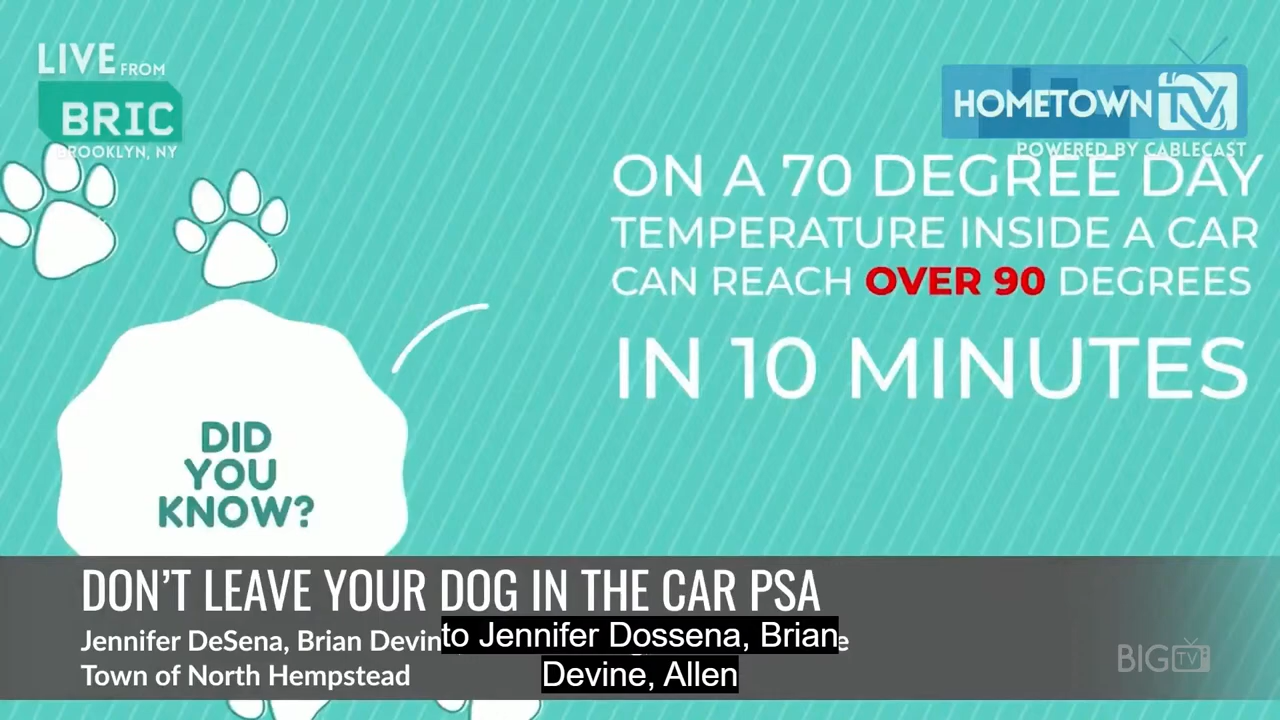 LIVE FROM
BRIC
BROOKLYN, NY
HOMETOWN TV
POWERED BY CABLECAST
ON A 70 DEGREE DAY
TEMPERATURE INSIDE A CAR
CAN REACH OVER 90 DEGREES
IN 10 MINUTES
DID
YOU
KNOW?
DON'T LEAVE YOUR DOG IN THE CAR PSA
Jennifer DeSena, Brian Devin
Town of North Hempstead
to Jennifer Dossena, Brian
Devine, Allen
BIG TV